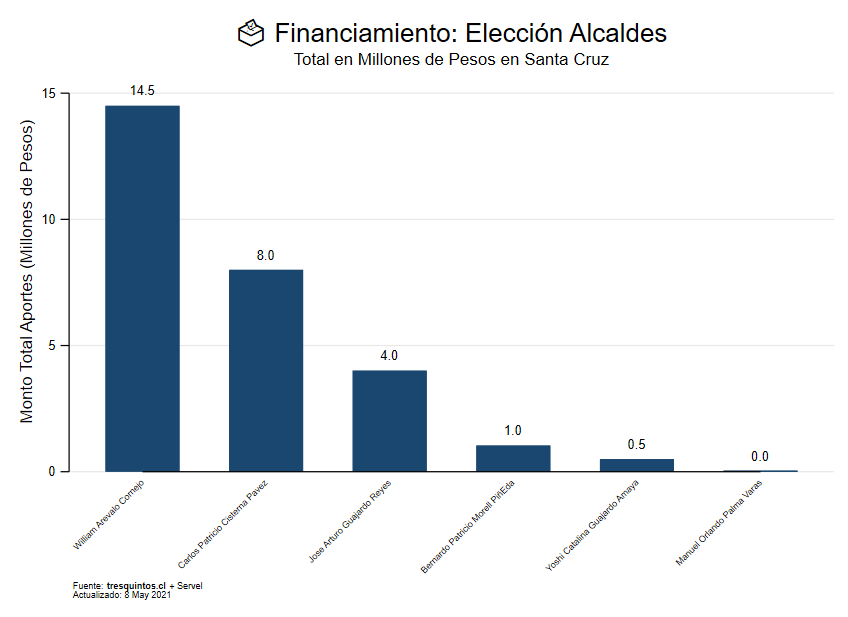 Financiamiento: Elección Alcaldes
Total en Millones de Pesos en Santa Cruz
Monto Total Aportes (Millones de Pesos)
15
10
5
0
14.5
8.0
4.0
1.0
0.5
0.0
William Arevalo Cornejo
Carlos Patricio Cisterna Pavez
Jose Arturo Guajardo Reyes
Bernardo Patricio Morell PiñEda
Yoshi Catalina Guajardo Amaya
Manuel Orlando Palma Varas
Fuente: tresquintos.cl + Servel
Actualizado: 8 May 2021